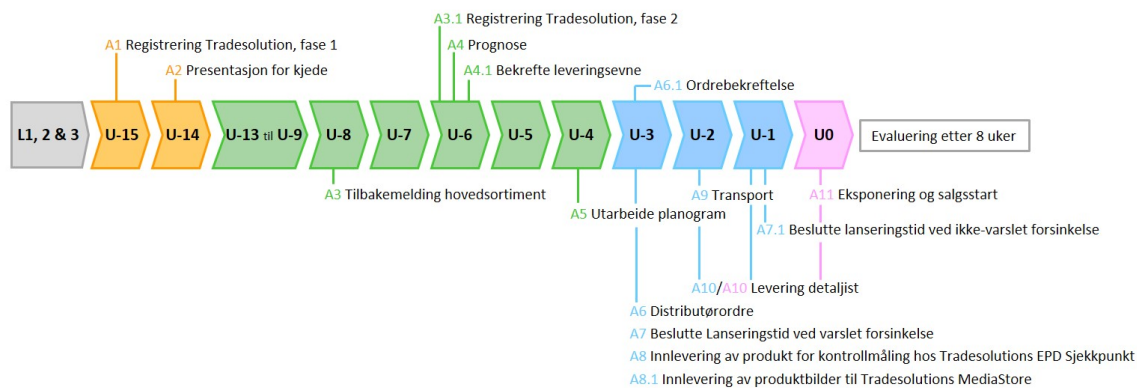 A3.1 Registrering Tradesolution, fase 2
A1 Registrering Tradesolution, fase 1
A4 Prognose
A2 Presentasjon for kjede
A4.1 Bekrefte leveringsevne
A6.1 Ordrebekreftelse
L1, 2 & 3
U-15
U-14
U-13 til U-9
U-8
U-7
U-6
U-5
U-4
U-3
U-2
U-1
U0
Evaluering etter 8 uker
A3 Tilbakemelding hovedsortiment
A9 Transport
A11 Eksponering og salgsstart
A5 Utarbeide planogram
A7.1 Beslutte lanseringstid ved ikke-varslet forsinkelse
A10/A10 Levering detaljist
A6 Distributørordre
A7 Beslutte Lanseringstid ved varslet forsinkelse
A8 Innlevering av produkt for kontrollmåling hos Tradesolutions EPD Sjekkpunkt
A8.1 Innlevering av produktbilder til Tradesolutions MediaStore